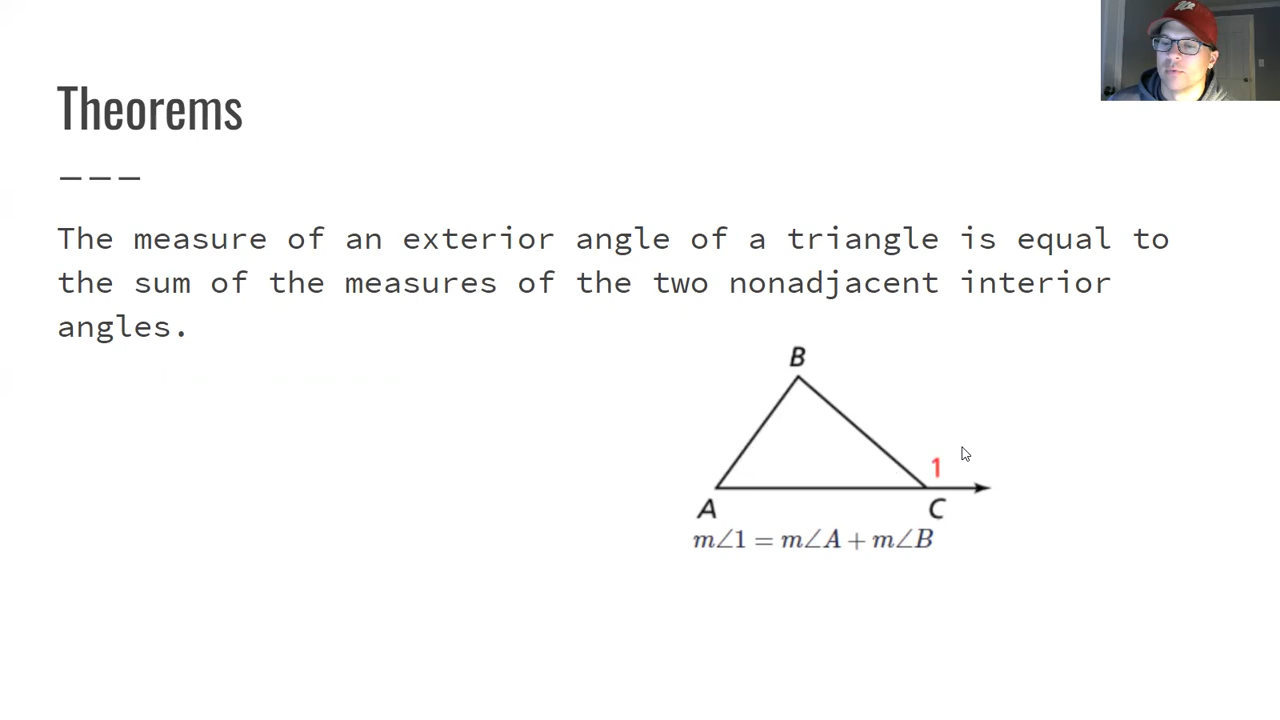 Theorems
The measure of an exterior angle of a triangle is equal to
the sum of the measures of the two nonadjacent interior
angles.
B
1
A C
m∠1 = m∠A + m∠B